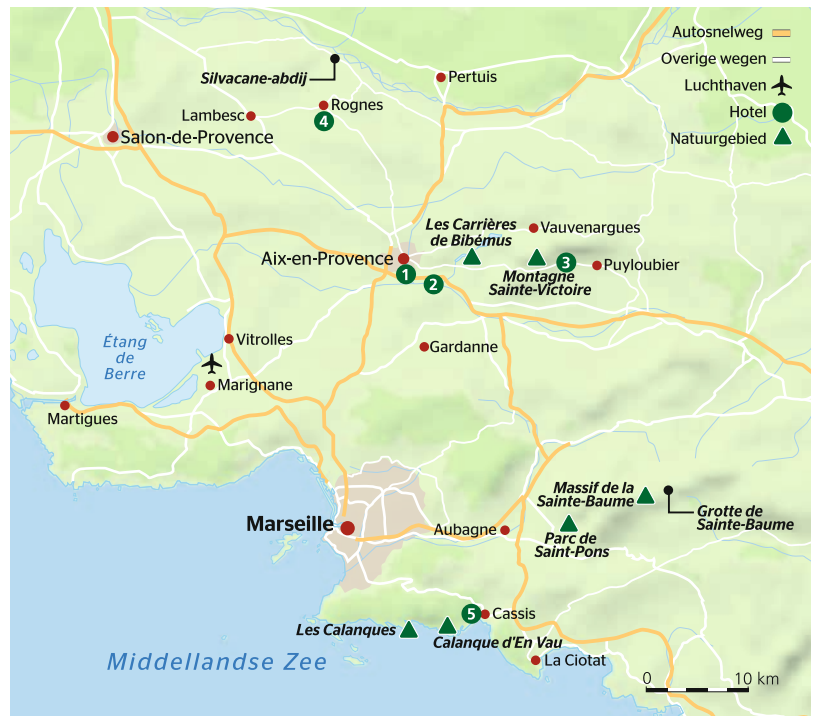 Autosnelweg
Overige wegen
Luchthaven
Hotel
Natuurgebied
Silvacane-abdij
Pertuis
Lambesc
Rognes
4
Salon-de-Provence
Les Carrières
de Bibémus
Vauvenargues
Aix-en-Provence
1
2
3
Puyloubier
Montagne
Sainte-Victoire
Étang
de
Berre
Vitrolles
Gardanne
Marignane
Martigues
Massif de la
Sainte-Baume
Grotte de
Sainte-Baume
Marseille
Aubagne
Parc de
Saint-Pons
5
Cassis
Les Calanques
Calanque d'En Vau
Middellandse Zee
La Ciotat
0
10 km